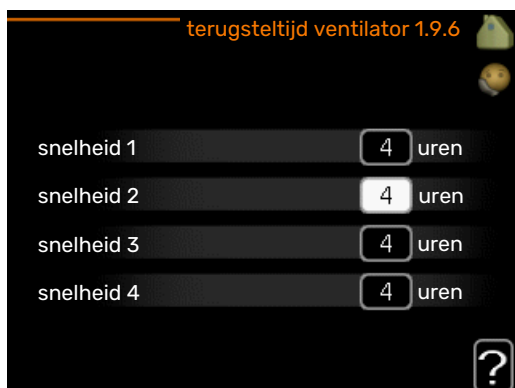 terugsteltijd ventilator 1.9.6
snelheid 1 4 uren
snelheid 2 4 uren
snelheid 3 4 uren
snelheid 4 4 uren
?